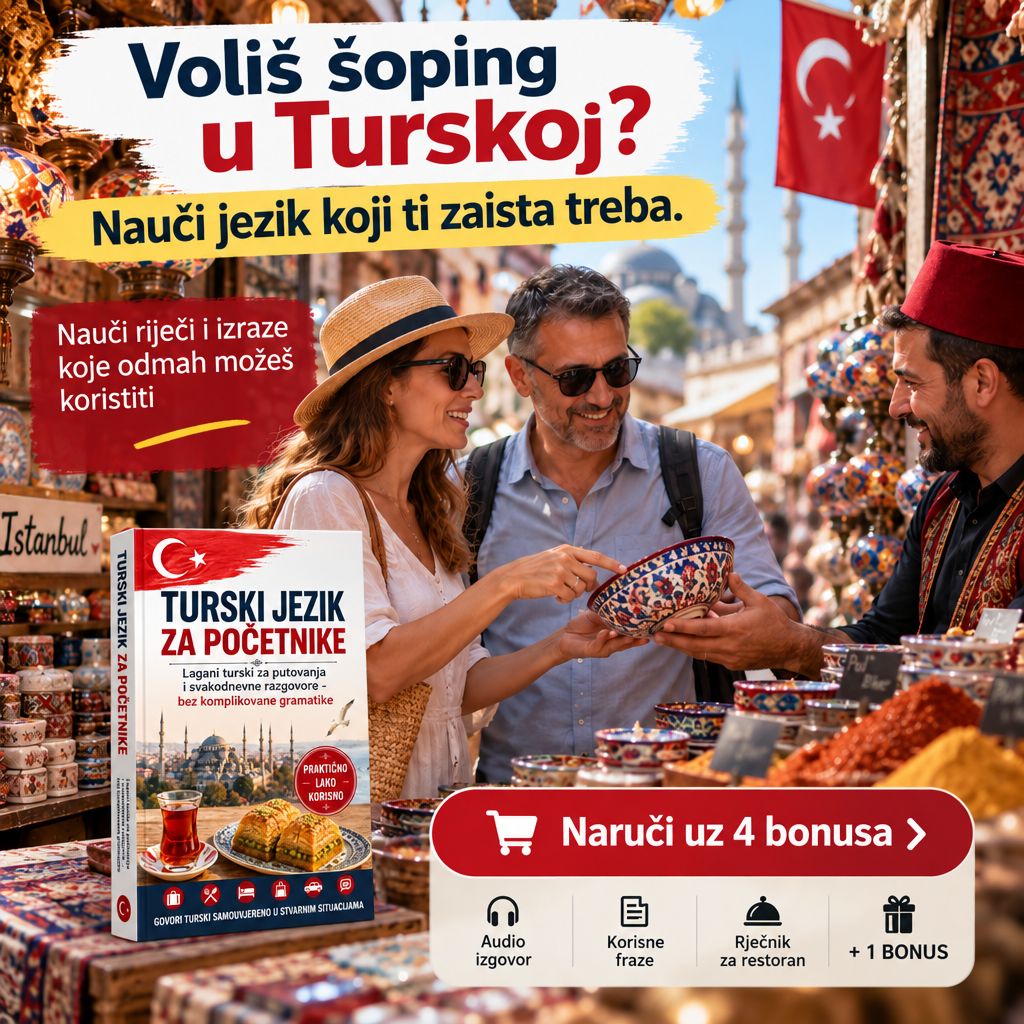 Voliš šoping
u Turskoj?
Nauči jezik koji ti zaista treba.
Nauči riječi i izraze
koje odmah možeš
koristiti
Istanbul
TURSKI JEZIK ZA POČETNIKE
TURSKI JEZIK
ZA POČETNIKE
Lagani turski za putovanja
i svakodnevne razgovore -
bez komplikovane gramatike
PRAKTIČNO
LAKO
KORISNO
GOVORI TURSKI SAMOUVJERENO U STVARNIM SITUACIJAMA
Naruči uz 4 bonusa
Audio
izgovor
Korisne
fraze
Rječnik
za restoran
+ 1 BONUS